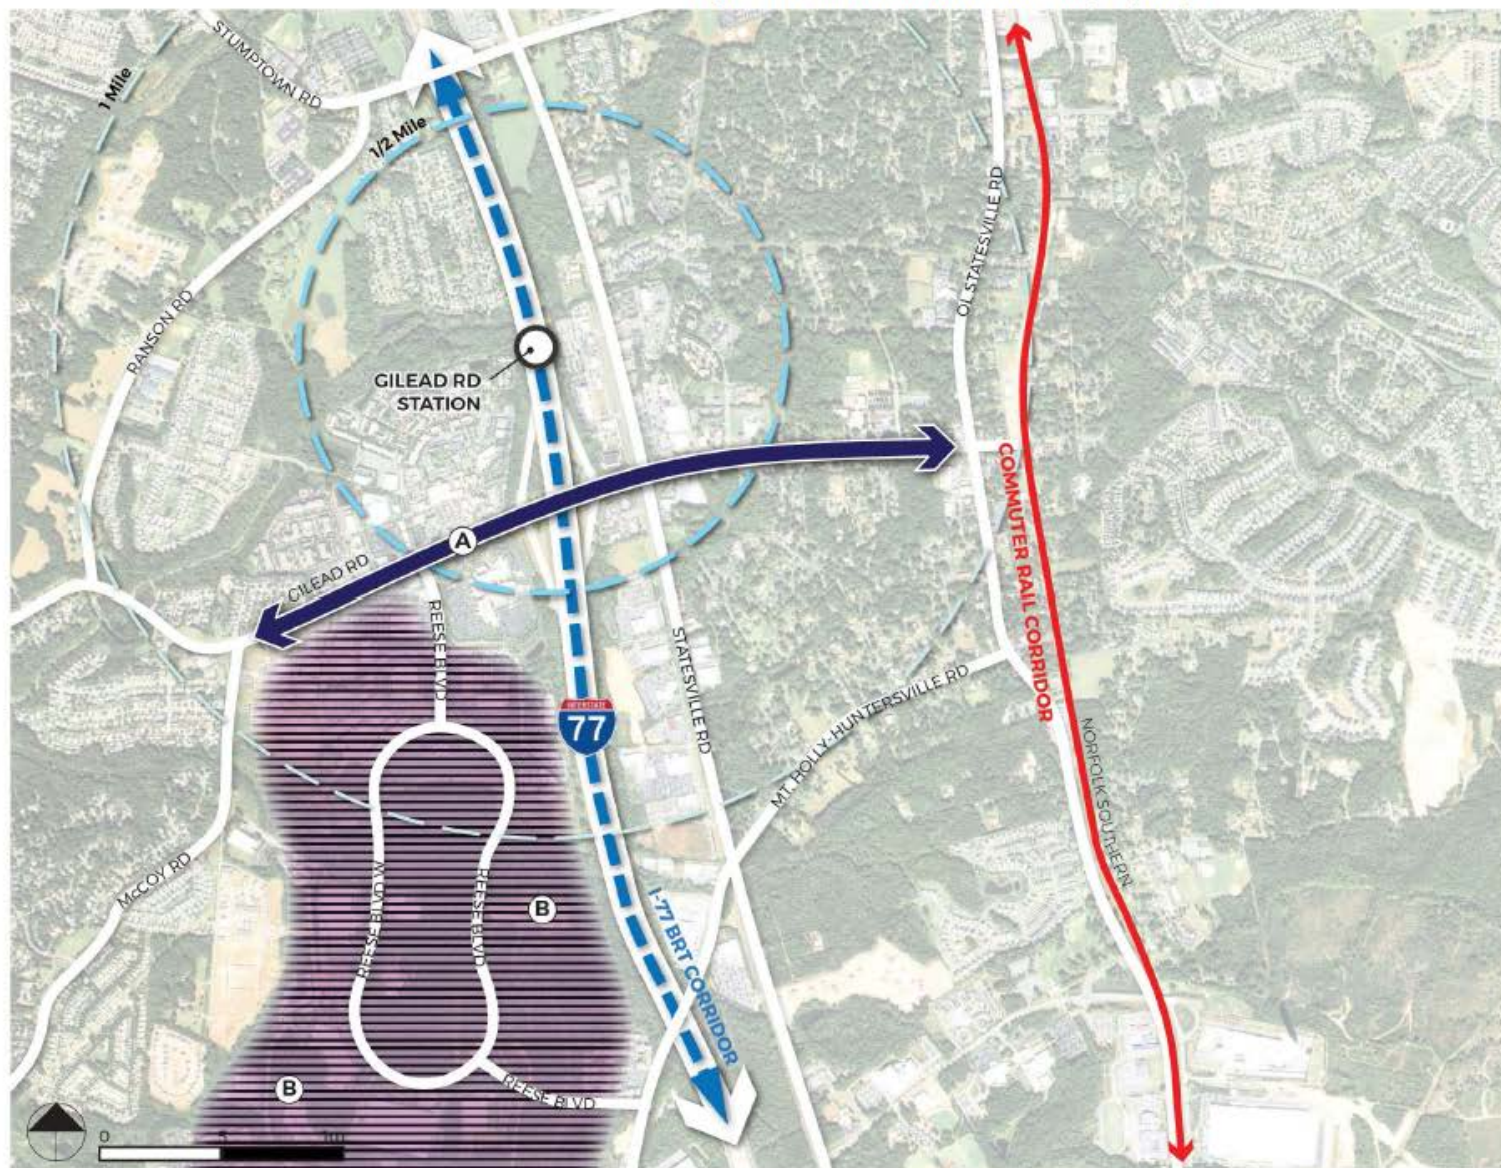 STUMPTOWN RD
1 Mile
1/2 Mile
OL STATESVILLE RD
RANSON RD
GILEAD RD
STATION
COMMUTER RAIL CORRIDOR
A
GILEAD RD
REESE BLVD
STATESVILLE RD
MT. HOLLY-HUNTERSVILLE RD
INTERSTATE
77
NORFOLK SOUTHERN
McCOY RD
REESE BLVD W
REESE BLVD
B
I-77 BRT CORRIDOR
B
REESE BLVD
0
5